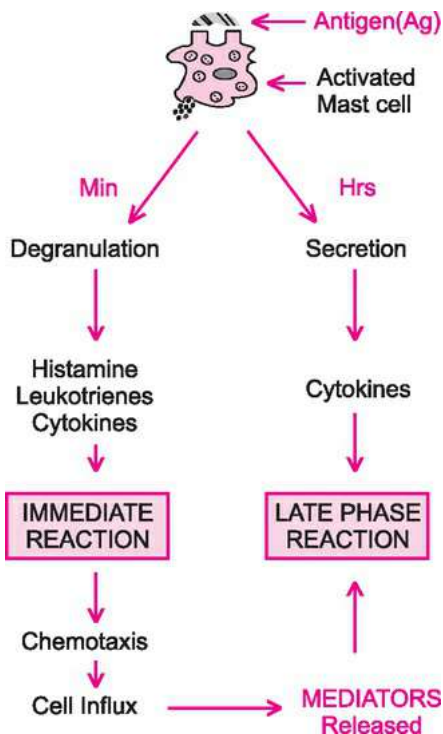 Antigen(Ag)
Activated
Mast cell
Min
Hrs
Degranulation
Secretion
Histamine
Leukotrienes
Cytokines
Cytokines
IMMEDIATE
REACTION
LATE PHASE
REACTION
Chemotaxis
Cell Influx
MEDIATORS
Released